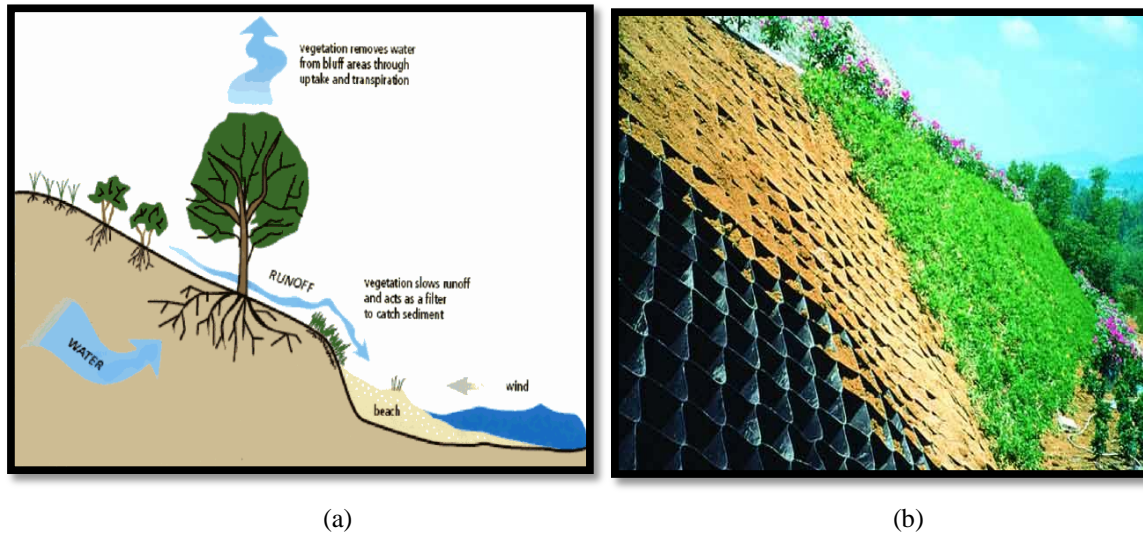 vegetation removes water
from bluff areas through
uptake and transpiration
RUNOFF
vegetation slows runoff
and acts as a filter
to catch sediment
WATER
wind
beach
(a)
(b)